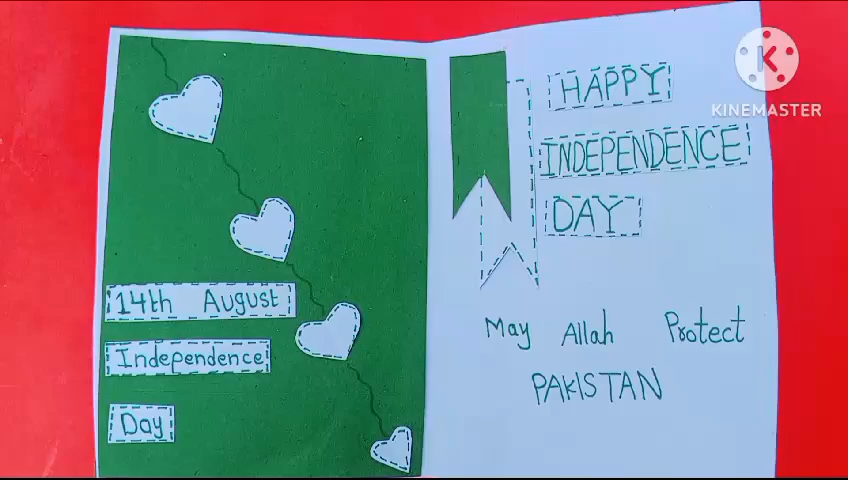 14th August
Independence
Day
HAPPY
INDEPENDENCE
DAY
May Allah Protect
PAKISTAN
KINEMASTER